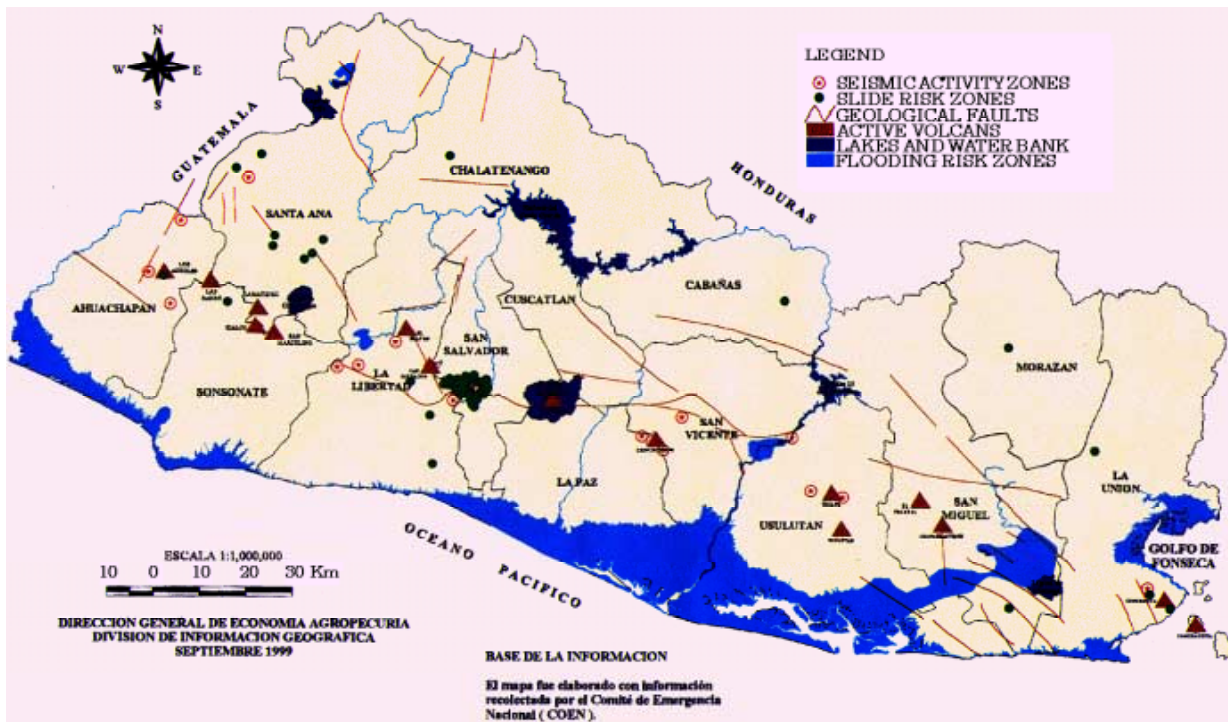 N
W E
S
LEGEND
SEISMIC ACTIVITY ZONES
SLIDE RISK ZONES
GEOLOGICAL FAULTS
ACTIVE VOLCANS
LAKES AND WATER BANK
FLOODING RISK ZONES
GUATEMALA
HONDURAS
CHALATENANGO
SANTA ANA
CABAÑAS
CUSCATLAN
AHUACHAPAN
SAN
SALVADOR
MORAZAN
LA
LIBERTAD
SONSONATE
SAN
VICENTE
LA PAZ
LA
UNION
SAN
MIGUEL
USULUTAN
GOLFO DE
FONSECA
OCEANO PACIFICO
ESCALA 1:1,000,000
10 0 10 20 30 Km
DIRECCION GENERAL DE ECONOMIA AGROPECURIA
DIVISION DE INFORMACION GEOGRAFICA
SEPTIEMBRE 1999
BASE DE LA INFORMACION
El mapa fue elaborado con información
recolectada por el Comité de Emergencia
Nacional ( COEN ).